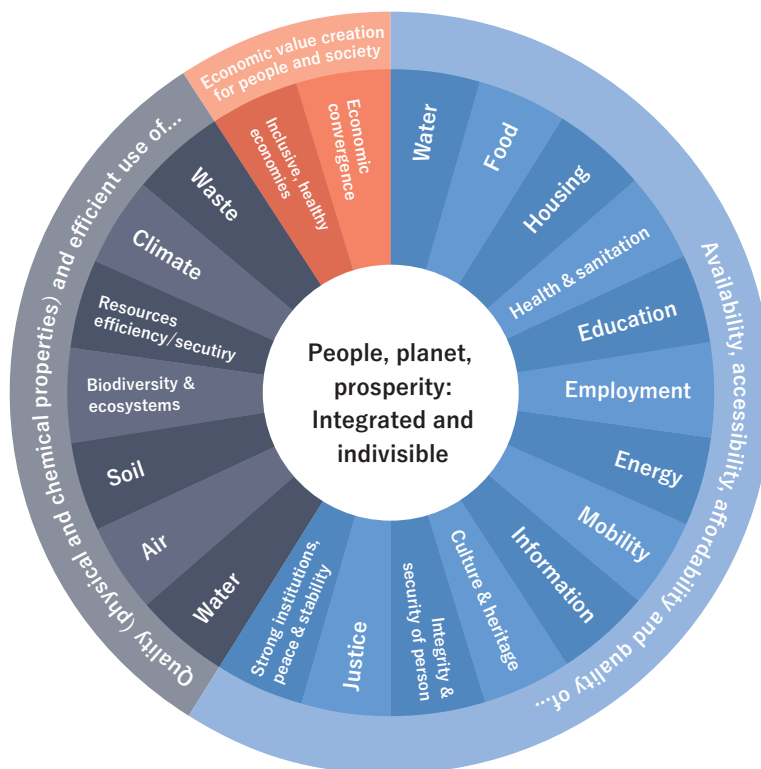 Economic value creation
for people and society
Availability, accessibility, affordability and quality of...
Quality (physical and chemical properties) and efficient use of...
Water
Food
Housing
Health & sanitation
Education
Employment
Energy
Mobility
Information
Culture & heritage
Integrity &
security of person
Justice
Strong institutions,
peace & stability
Water
Air
Soil
Biodiversity &
ecosystems
Resources
efficiency/secutiry
Climate
Waste
Inclusive, healthy
economies
Economic
convergence
People, planet,
prosperity:
Integrated and
indivisible